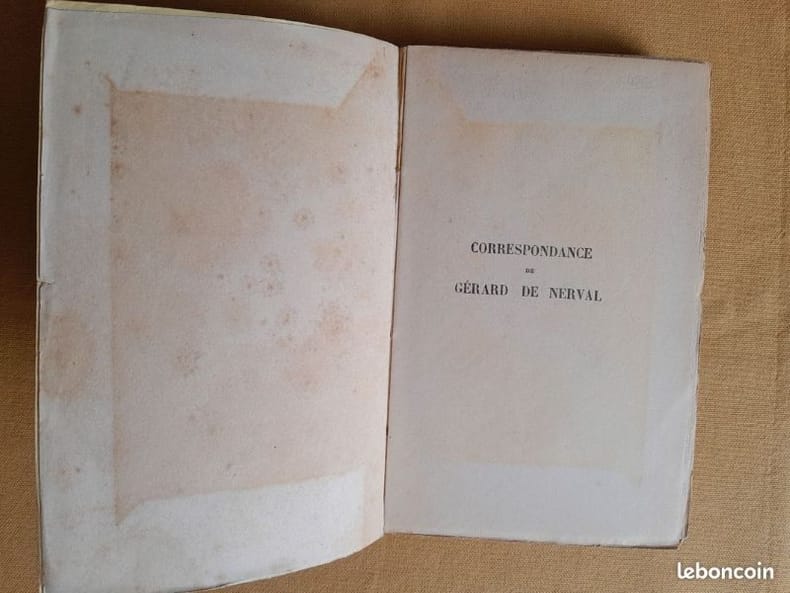 CORRESPONDANCE
DE
GÉRARD DE NERVAL
leboncoin